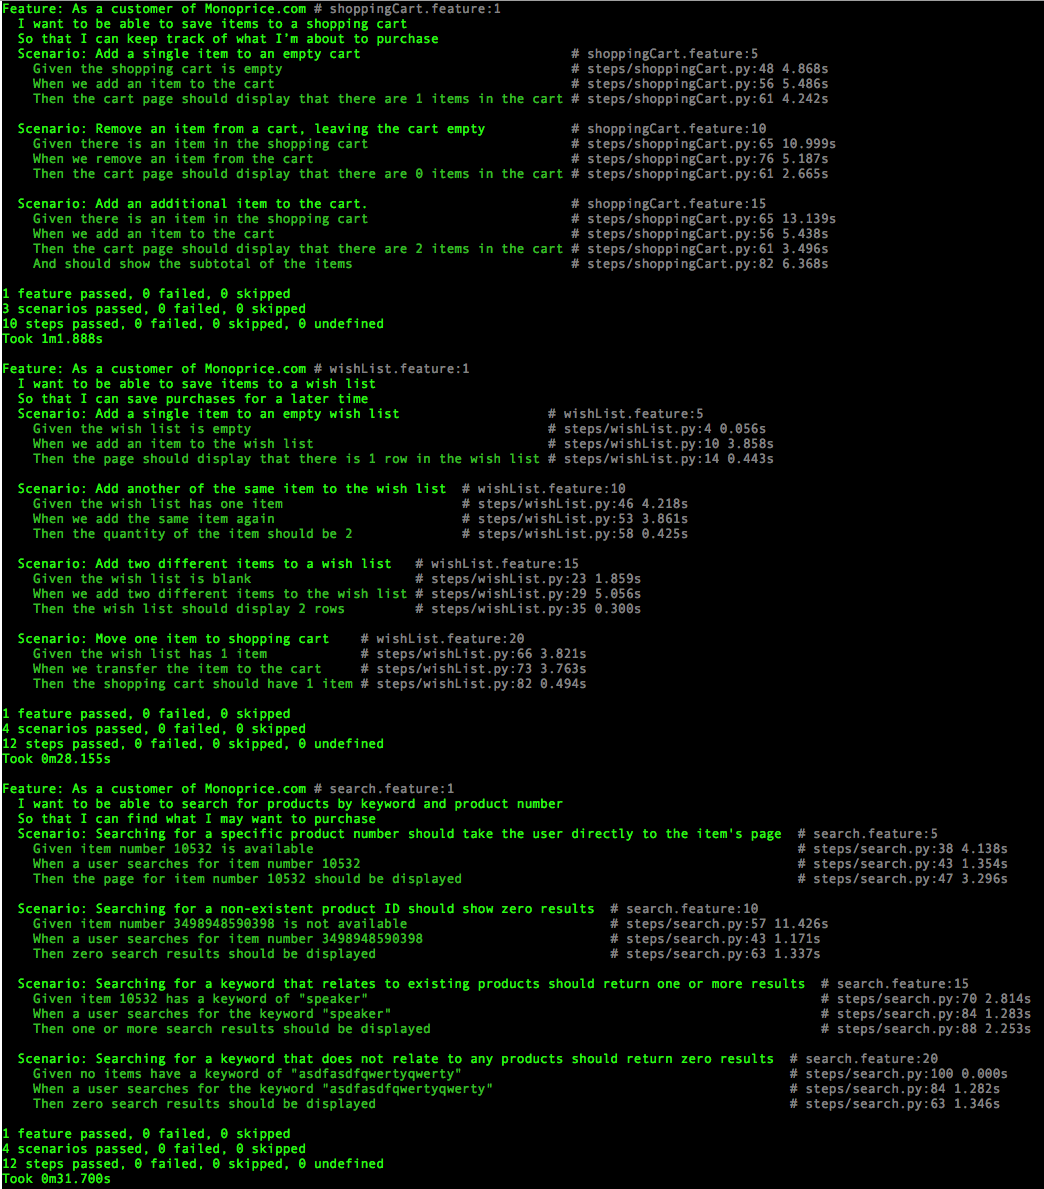 Feature: As a customer of Monoprice.com # shoppingCart.feature:1
  I want to be able to save items to a shopping cart
  So that I can keep track of what I'm about to purchase
  Scenario: Add a single item to an empty cart                           # shoppingCart.feature:5
    Given the shopping cart is empty                                     # steps/shoppingCart.py:48 4.868s
    When we add an item to the cart                                      # steps/shoppingCart.py:56 5.486s
    Then the cart page should display that there are 1 items in the cart # steps/shoppingCart.py:61 4.242s

  Scenario: Remove an item from a cart, leaving the cart empty           # shoppingCart.feature:10
    Given there is an item in the shopping cart                          # steps/shoppingCart.py:65 10.999s
    When we remove an item from the cart                                 # steps/shoppingCart.py:76 5.187s
    Then the cart page should display that there are 0 items in the cart # steps/shoppingCart.py:61 2.665s

  Scenario: Add an additional item to the cart.                          # shoppingCart.feature:15
    Given there is an item in the shopping cart                          # steps/shoppingCart.py:65 13.139s
    When we add an item to the cart                                      # steps/shoppingCart.py:56 5.438s
    Then the cart page should display that there are 2 items in the cart # steps/shoppingCart.py:61 3.496s
    And should show the subtotal of the items                            # steps/shoppingCart.py:82 6.368s

1 feature passed, 0 failed, 0 skipped
3 scenarios passed, 0 failed, 0 skipped
10 steps passed, 0 failed, 0 skipped, 0 undefined
Took 1m1.888s

Feature: As a customer of Monoprice.com # wishList.feature:1
  I want to be able to save items to a wish list
  So that I can save purchases for a later time
  Scenario: Add a single item to an empty wish list                   # wishList.feature:5
    Given the wish list is empty                                      # steps/wishList.py:4 0.056s
    When we add an item to the wish list                              # steps/wishList.py:10 3.858s
    Then the page should display that there is 1 row in the wish list # steps/wishList.py:14 0.443s

  Scenario: Add another of the same item to the wish list  # wishList.feature:10
    Given the wish list has one item                       # steps/wishList.py:46 4.218s
    When we add the same item again                        # steps/wishList.py:53 3.861s
    Then the quantity of the item should be 2              # steps/wishList.py:58 0.425s

  Scenario: Add two different items to a wish list   # wishList.feature:15
    Given the wish list is blank                     # steps/wishList.py:23 1.859s
    When we add two different items to the wish list # steps/wishList.py:29 5.056s
    Then the wish list should display 2 rows         # steps/wishList.py:35 0.300s

  Scenario: Move one item to shopping cart    # wishList.feature:20
    Given the wish list has 1 item            # steps/wishList.py:66 3.821s
    When we transfer the item to the cart     # steps/wishList.py:73 3.763s
    Then the shopping cart should have 1 item # steps/wishList.py:82 0.494s

1 feature passed, 0 failed, 0 skipped
4 scenarios passed, 0 failed, 0 skipped
12 steps passed, 0 failed, 0 skipped, 0 undefined
Took 0m28.155s

Feature: As a customer of Monoprice.com # search.feature:1
  I want to be able to search for products by keyword and product number
  So that I can find what I may want to purchase
  Scenario: Searching for a specific product number should take the user directly to the item's page  # search.feature:5
    Given item number 10532 is available                                                              # steps/search.py:38 4.138s
    When a user searches for item number 10532                                                        # steps/search.py:43 1.354s
    Then the page for item number 10532 should be displayed                                           # steps/search.py:47 3.296s

  Scenario: Searching for a non-existent product ID should show zero results  # search.feature:10
    Given item number 3498948590398 is not available                          # steps/search.py:57 11.426s
    When a user searches for item number 3498948590398                        # steps/search.py:43 1.171s
    Then zero search results should be displayed                              # steps/search.py:63 1.337s

  Scenario: Searching for a keyword that relates to existing products should return one or more results  # search.feature:15
    Given item 10532 has a keyword of "speaker"                                                          # steps/search.py:70 2.814s
    When a user searches for the keyword "speaker"                                                       # steps/search.py:84 1.283s
    Then one or more search results should be displayed                                                  # steps/search.py:88 2.253s

  Scenario: Searching for a keyword that does not relate to any products should return zero results  # search.feature:20
    Given no items have a keyword of "asdfasdfqwertyqwerty"                                          # steps/search.py:100 0.000s
    When a user searches for the keyword "asdfasdfqwertyqwerty"                                      # steps/search.py:84 1.282s
    Then zero search results should be displayed                                                     # steps/search.py:63 1.346s

1 feature passed, 0 failed, 0 skipped
4 scenarios passed, 0 failed, 0 skipped
12 steps passed, 0 failed, 0 skipped, 0 undefined
Took 0m31.700s